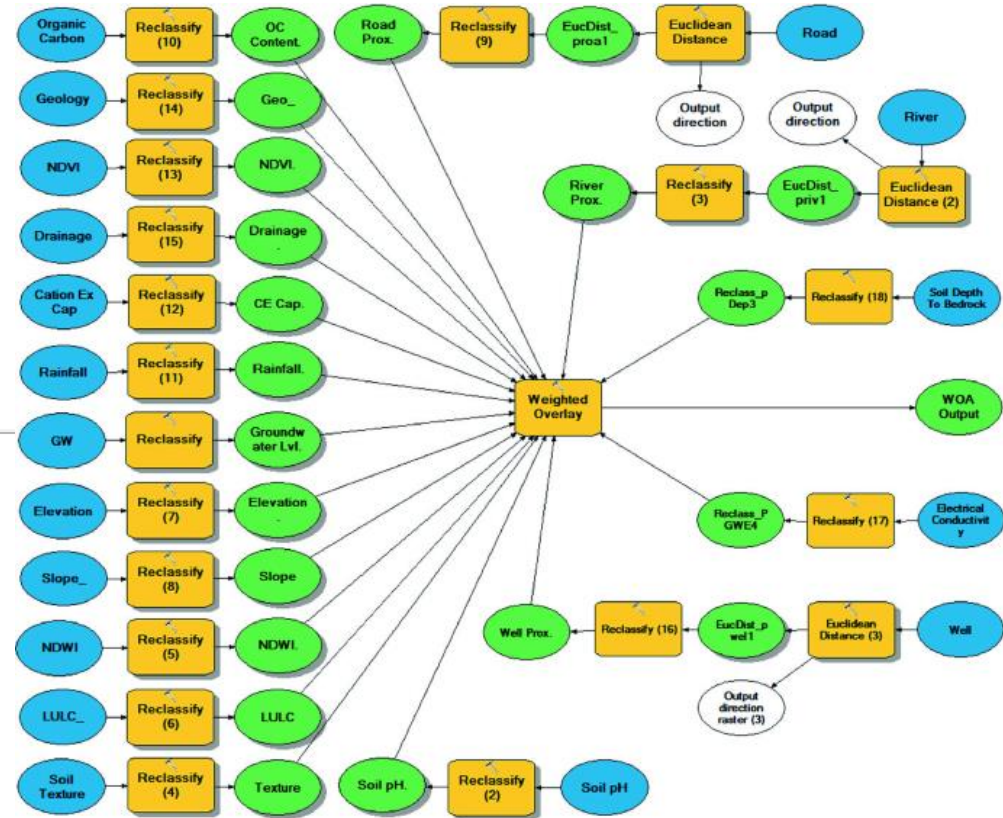 Organic
Carbon
Reclassify
(10)
OC
Content.
Road
Prox.
Reclassify
(9)
EucDist_
proa1
Euclidean
Distance
Road
Geology
Reclassify
(14)
Geo_
Output
direction
Output
direction
River
NDVI
Reclassify
(13)
NDVI.
River
Prox.
Reclassify
(3)
EucDist_
priv1
Euclidean
Distance (2)
Drainage
Reclassify
(15)
Drainage
.
Cation Ex
Cap
Reclassify
(12)
CE Cap.
Reclass_p
Dep3
Reclassify (18)
Soil Depth
To Bedrock
Rainfall
Reclassify
(11)
Rainfall.
Weighted
Overlay
WOA
Output
GW
Reclassify
Groundw
ater Lvl.
Elevation
Reclassify
(7)
Elevation
.
Reclass_P
GWE4
Reclassify (17)
Electrical
Conductivit
y
Slope_
Reclassify
(8)
Slope
NDWI
Reclassify
(5)
NDWI.
Well Prox.
Reclassify (16)
EucDist_p
wel1
Euclidean
Distance (3)
Well
LULC_
Reclassify
(6)
LULC
Output
direction
raster (3)
Soil
Texture
Reclassify
(4)
Texture
Soil pH.
Reclassify
(2)
Soil pH